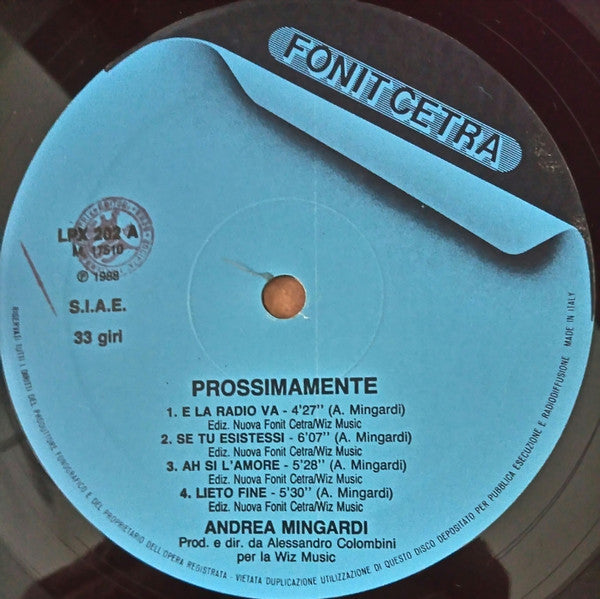 FONIT CETRA
LPX 202 A
M. 17510
℗ 1988
S.I.A.E.
33 giri
PROSSIMAMENTE
1. E LA RADIO VA - 4'27'' (A. Mingardi)
Ediz. Nuova Fonit Cetra/Wiz Music
2. SE TU ESISTESSI - 6'07'' (A. Mingardi)
Ediz. Nuova Fonit Cetra/Wiz Music
3. AH SI L'AMORE - 5'28'' (A. Mingardi)
Ediz. Nuova Fonit Cetra/Wiz Music
4. LIETO FINE - 5'30'' (A. Mingardi)
Ediz. Nuova Fonit Cetra/Wiz Music
ANDREA MINGARDI
Prod. e dir. da Alessandro Colombini
per la Wiz Music
RISERVATI TUTTI I DIRITTI DEL PRODUTTORE FONOGRAFICO E DEL PROPRIETARIO DELL'OPERA REGISTRATA - VIETATA DUPLICAZIONE UTILIZZAZIONE DI QUESTO DISCO DEPOSITATO PER PUBBLICA ESECUZIONE E RADIODIFFUSIONE MADE IN ITALY